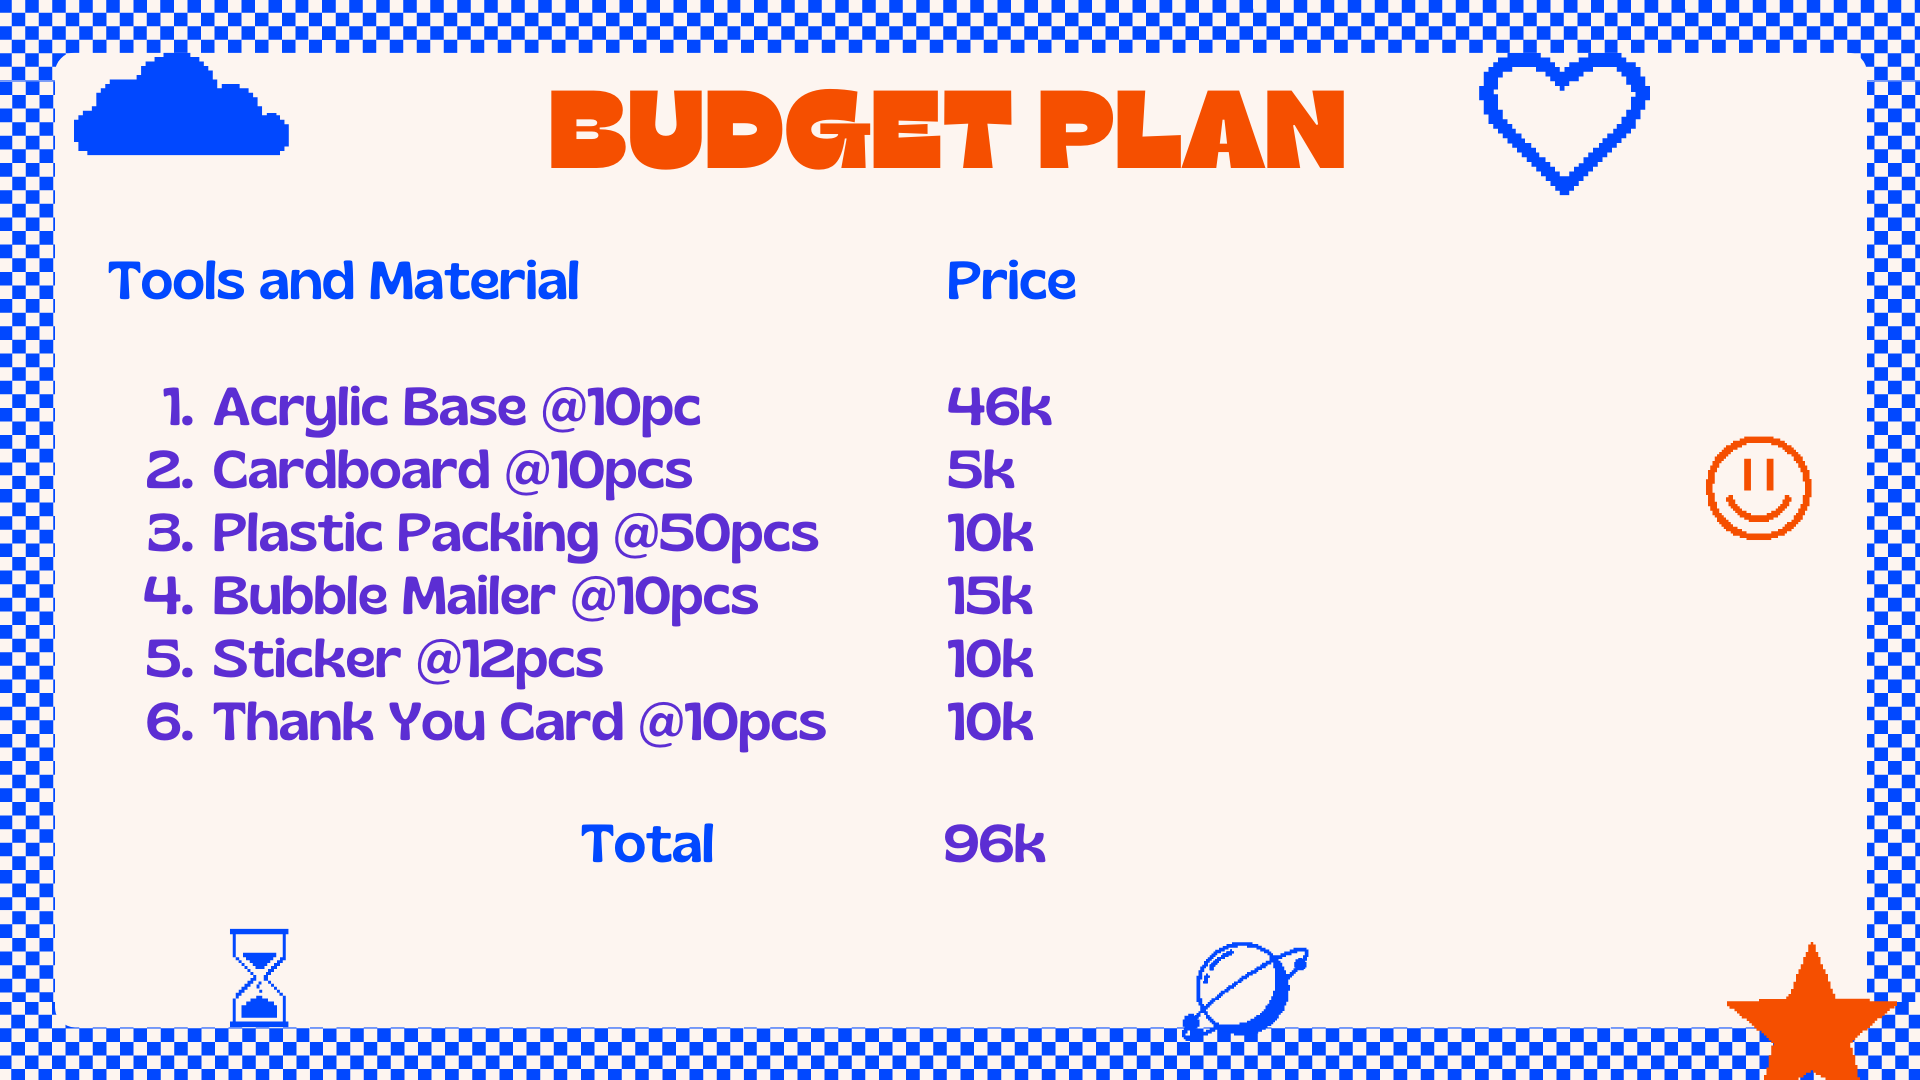 BUDGET PLAN
Tools and Material Price
1. Acrylic Base @10pc 46k
2. Cardboard @10pcs 5k
3. Plastic Packing @50pcs 10k
4. Bubble Mailer @10pcs 15k
5. Sticker @12pcs 10k
6. Thank You Card @10pcs 10k
Total 96k